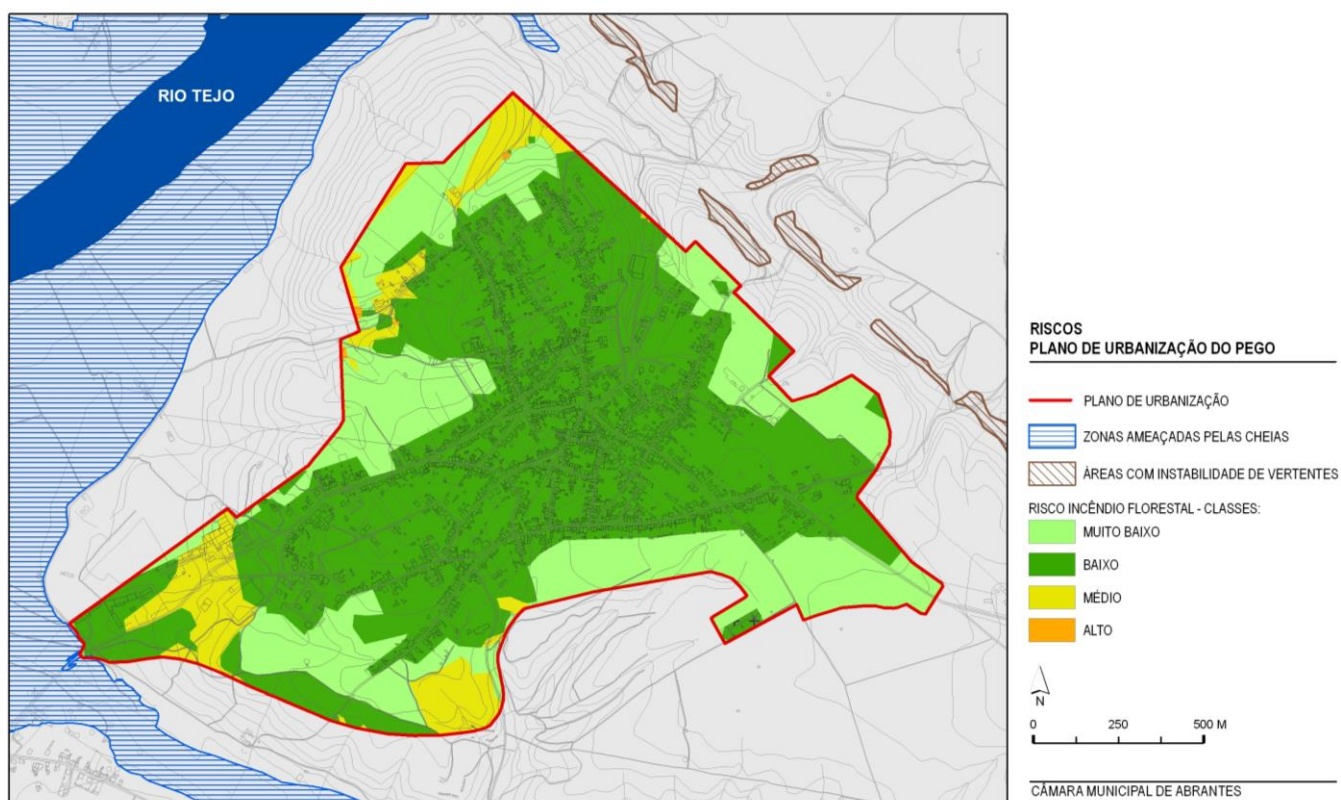 RIO TEJO
RISCOS
PLANO DE URBANIZAÇÃO DO PEGO
PLANO DE URBANIZAÇÃO
ZONAS AMEAÇADAS PELAS CHEIAS
ÁREAS COM INSTABILIDADE DE VERTENTES
RISCO INCÊNDIO FLORESTAL - CLASSES:
MUITO BAIXO
BAIXO
MÉDIO
ALTO
N
0 250 500 M
CÂMARA MUNICIPAL DE ABRANTES